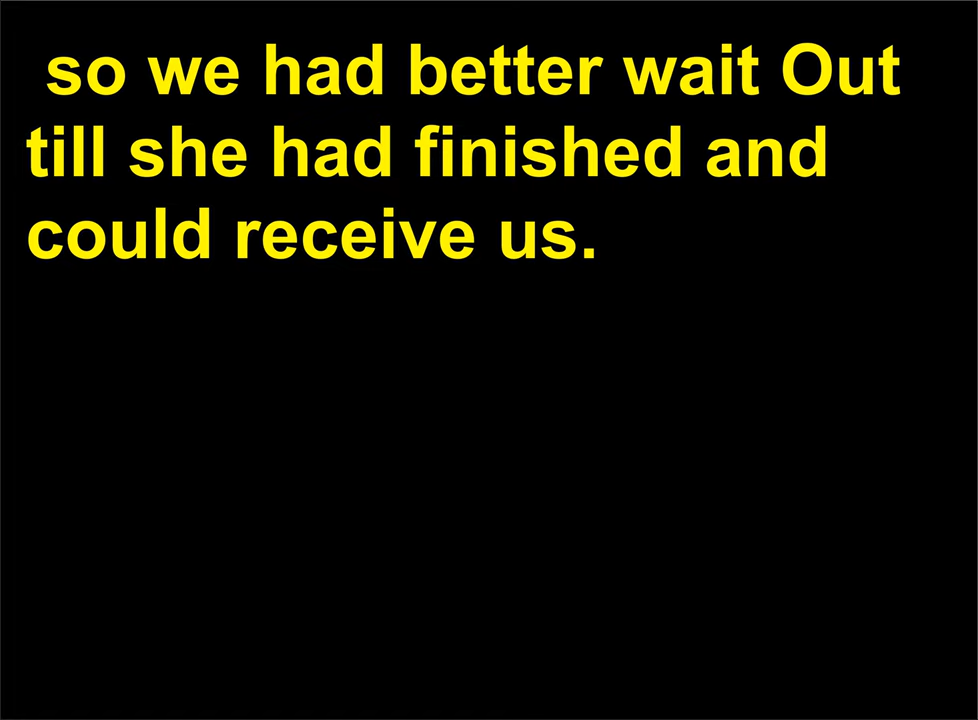 so we had better wait Out
till she had finished and
could receive us.